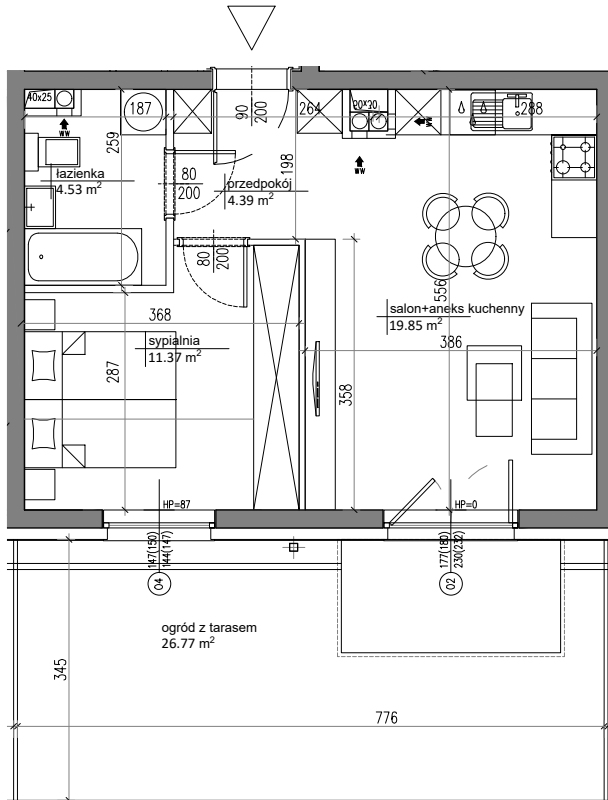 40x25
187
90
200
264
20x20
WW
288
259
WW
łazienka
4.53 m²
80
200
przedpokój
4.39 m²
198
WW
80
200
556
salon+aneks kuchenny
19.85 m²
386
368
sypialnia
11.37 m²
287
358
HP=87
HP=0
147(150)
144(147)
04
177(180)
230(232)
02
ogród z tarasem
26.77 m²
345
776